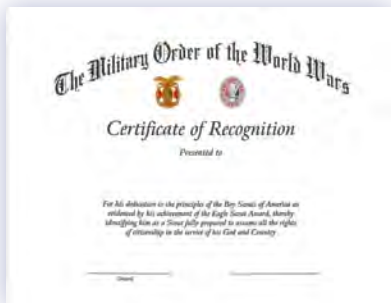 The Military Order of the World Wars
Certificate of Recognition
Presented to
For his dedication to the principles of the Boy Scouts of America as
evidenced by his achievement of the Eagle Scout Award, thereby
identifying him as a Scout fully prepared to assume all the rights
of citizenship in the service of his God and Country